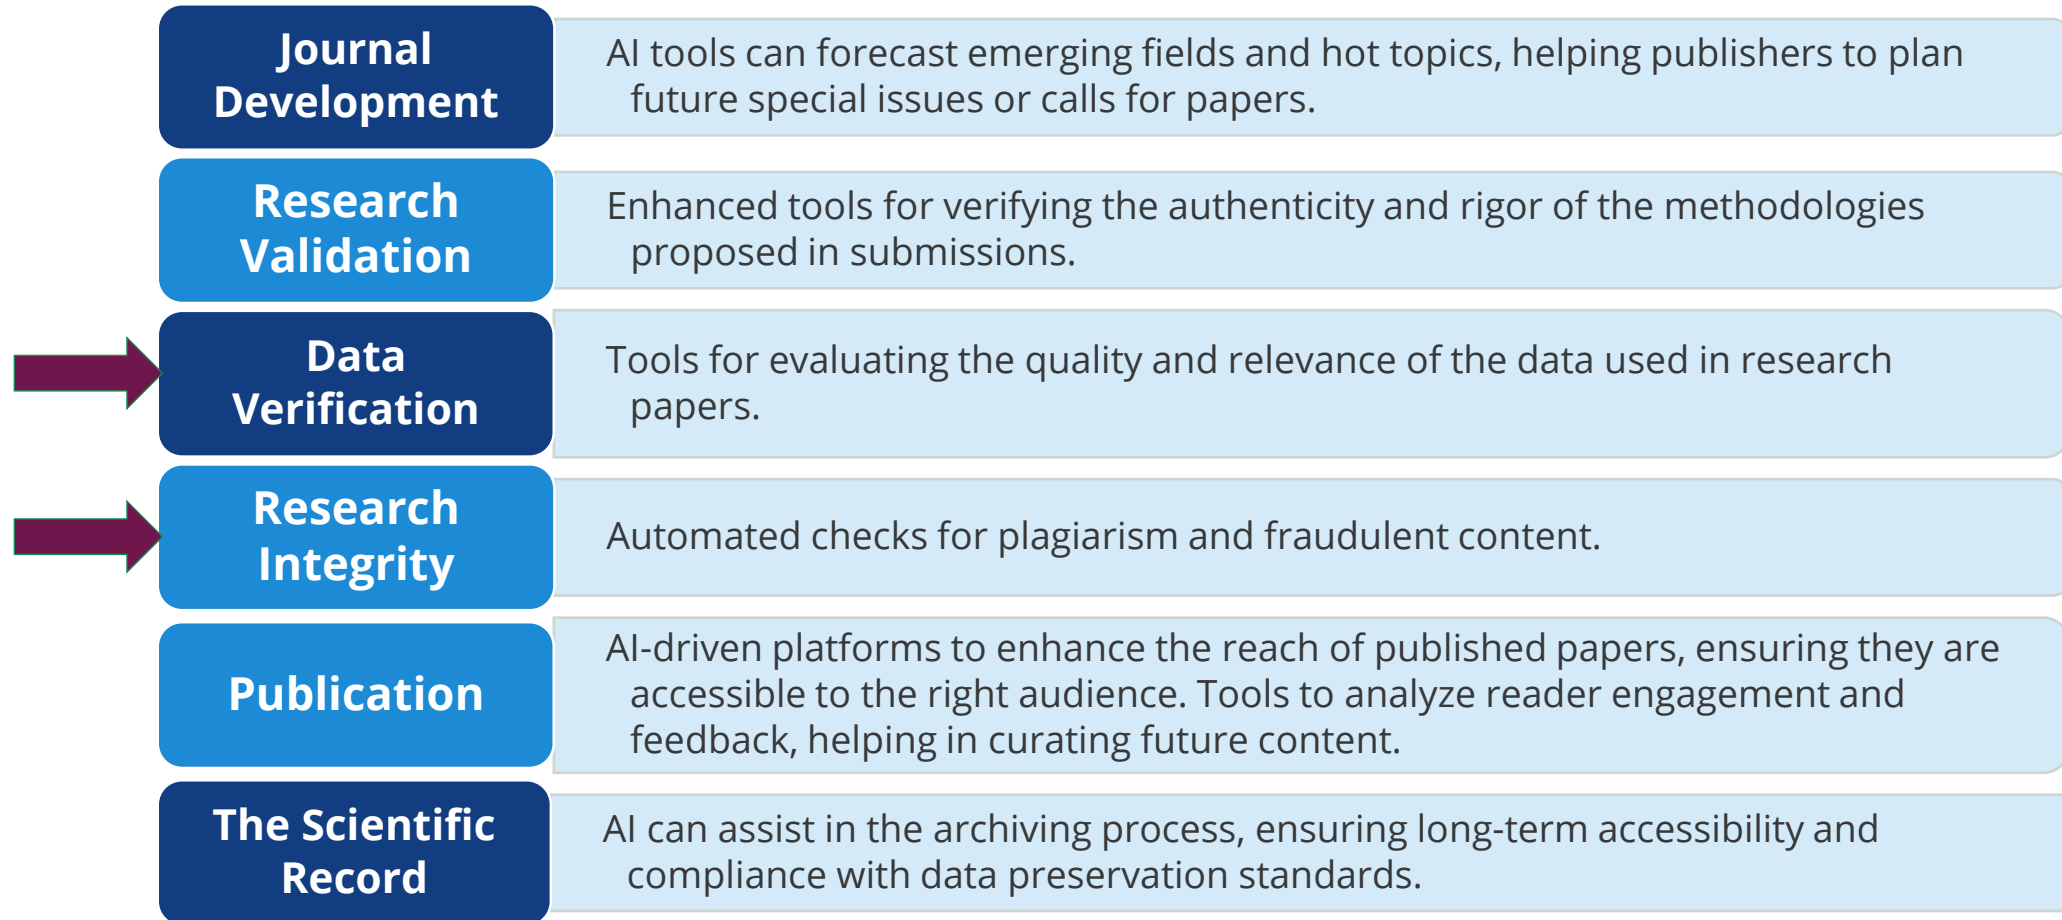 Journal
Development
AI tools can forecast emerging fields and hot topics, helping publishers to plan
future special issues or calls for papers.
Research
Validation
Enhanced tools for verifying the authenticity and rigor of the methodologies
proposed in submissions.
Data
Verification
Tools for evaluating the quality and relevance of the data used in research
papers.
Research
Integrity
Automated checks for plagiarism and fraudulent content.
Publication
AI-driven platforms to enhance the reach of published papers, ensuring they are
accessible to the right audience. Tools to analyze reader engagement and
feedback, helping in curating future content.
The Scientific
Record
AI can assist in the archiving process, ensuring long-term accessibility and
compliance with data preservation standards.